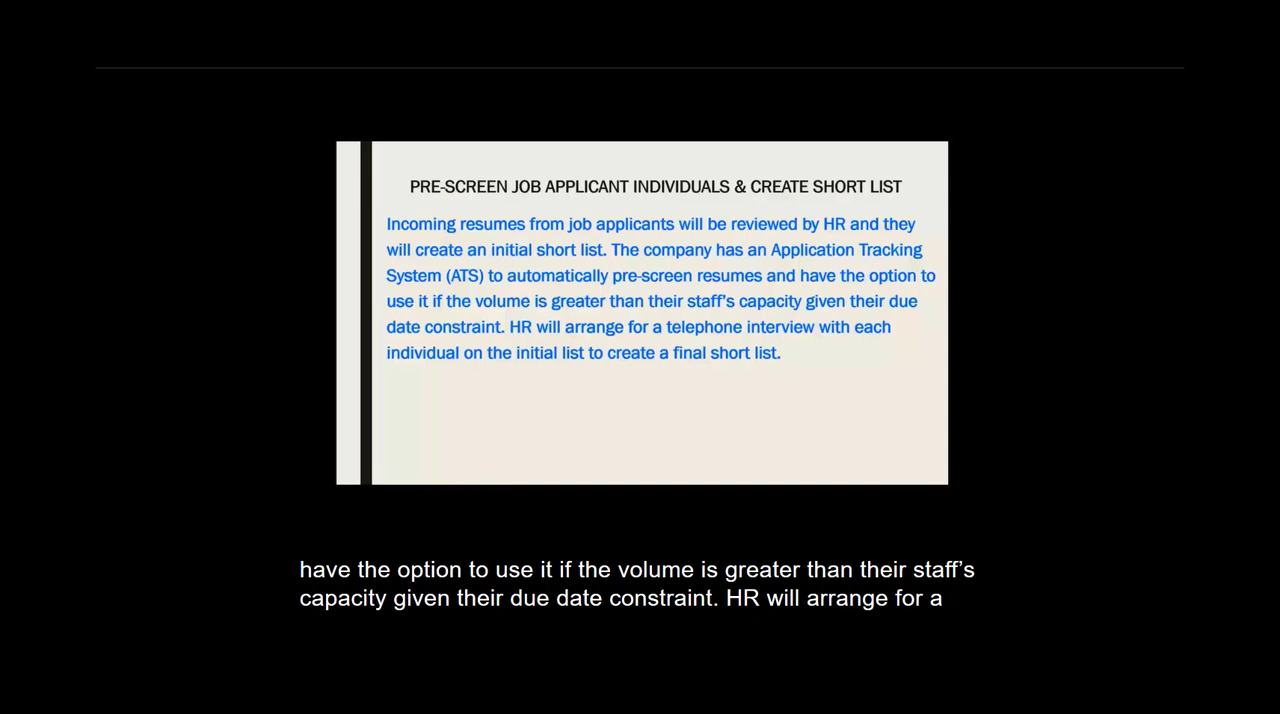 PRE-SCREEN JOB APPLICANT INDIVIDUALS & CREATE SHORT LIST
Incoming resumes from job applicants will be reviewed by HR and they
will create an initial short list. The company has an Application Tracking
System (ATS) to automatically pre-screen resumes and have the option to
use it if the volume is greater than their staff’s capacity given their due
date constraint. HR will arrange for a telephone interview with each
individual on the initial list to create a final short list.
have the option to use it if the volume is greater than their staff’s
capacity given their due date constraint. HR will arrange for a